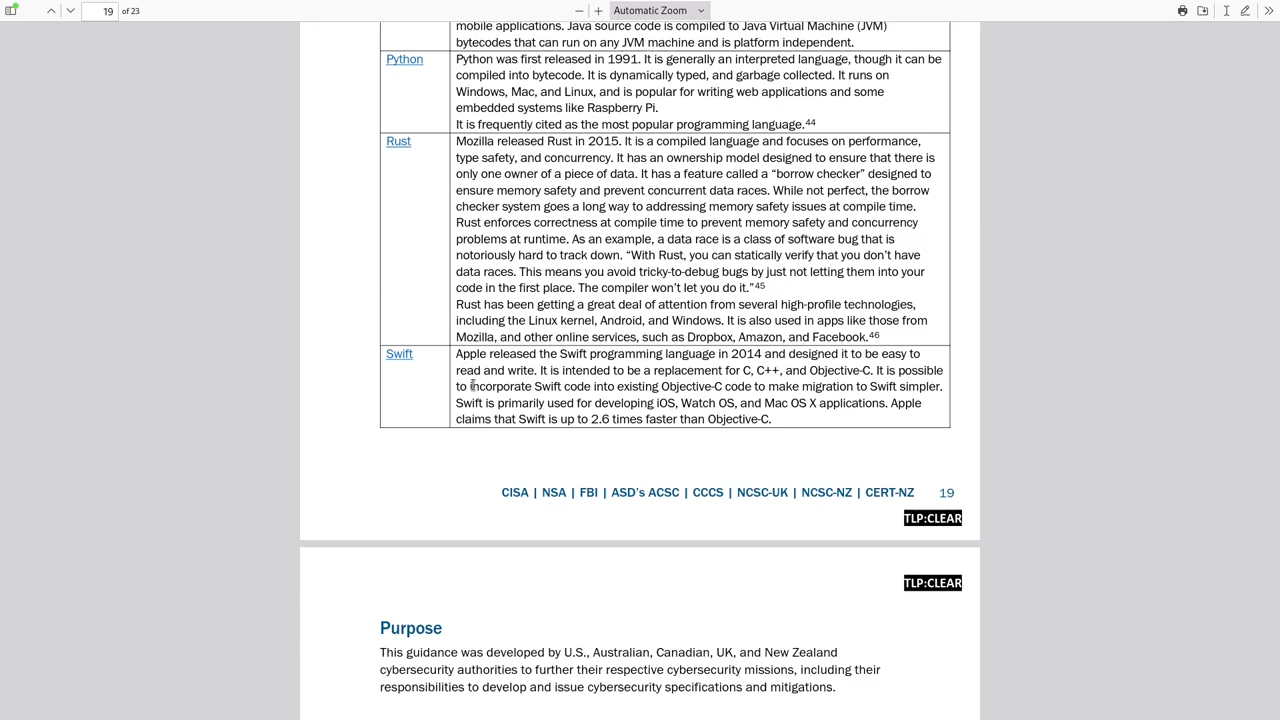 19 of 23 Automatic Zoom
mobile applications. Java source code is compiled to Java Virtual Machine (JVM)
bytecodes that can run on any JVM machine and is platform independent.
Python
Python was first released in 1991. It is generally an interpreted language, though it can be
compiled into bytecode. It is dynamically typed, and garbage collected. It runs on
Windows, Mac, and Linux, and is popular for writing web applications and some
embedded systems like Raspberry Pi.
It is frequently cited as the most popular programming language.44
Rust
Mozilla released Rust in 2015. It is a compiled language and focuses on performance,
type safety, and concurrency. It has an ownership model designed to ensure that there is
only one owner of a piece of data. It has a feature called a “borrow checker” designed to
ensure memory safety and prevent concurrent data races. While not perfect, the borrow
checker system goes a long way to addressing memory safety issues at compile time.
Rust enforces correctness at compile time to prevent memory safety and concurrency
problems at runtime. As an example, a data race is a class of software bug that is
notoriously hard to track down. “With Rust, you can statically verify that you don’t have
data races. This means you avoid tricky-to-debug bugs by just not letting them into your
code in the first place. The compiler won’t let you do it.”45
Rust has been getting a great deal of attention from several high-profile technologies,
including the Linux kernel, Android, and Windows. It is also used in apps like those from
Mozilla, and other online services, such as Dropbox, Amazon, and Facebook.46
Swift
Apple released the Swift programming language in 2014 and designed it to be easy to
read and write. It is intended to be a replacement for C, C++, and Objective-C. It is possible
to incorporate Swift code into existing Objective-C code to make migration to Swift simpler.
Swift is primarily used for developing iOS, Watch OS, and Mac OS X applications. Apple
claims that Swift is up to 2.6 times faster than Objective-C.
CISA | NSA | FBI | ASD’s ACSC | CCCS | NCSC-UK | NCSC-NZ | CERT-NZ 19
TLP:CLEAR
TLP:CLEAR
Purpose
This guidance was developed by U.S., Australian, Canadian, UK, and New Zealand
cybersecurity authorities to further their respective cybersecurity missions, including their
responsibilities to develop and issue cybersecurity specifications and mitigations.